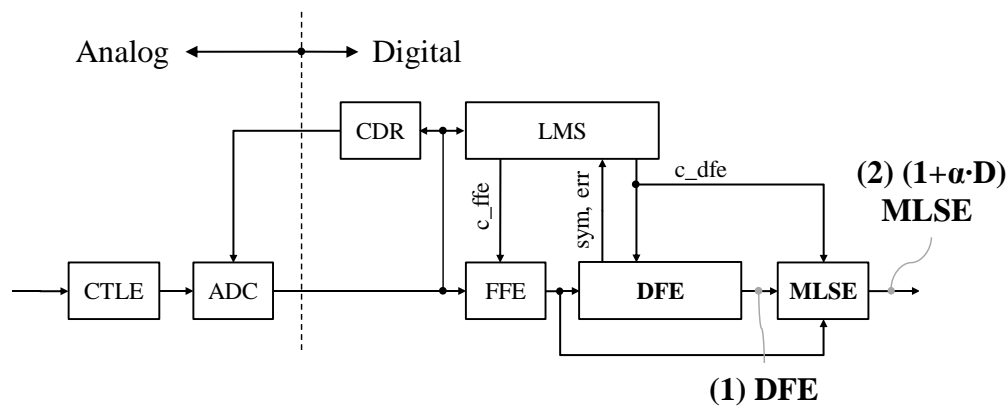 Analog
Digital
CDR
LMS
c_ffe
sym, err
c_dfe
(2) (1+α·D)
MLSE
CTLE
ADC
FFE
DFE
MLSE
(1) DFE